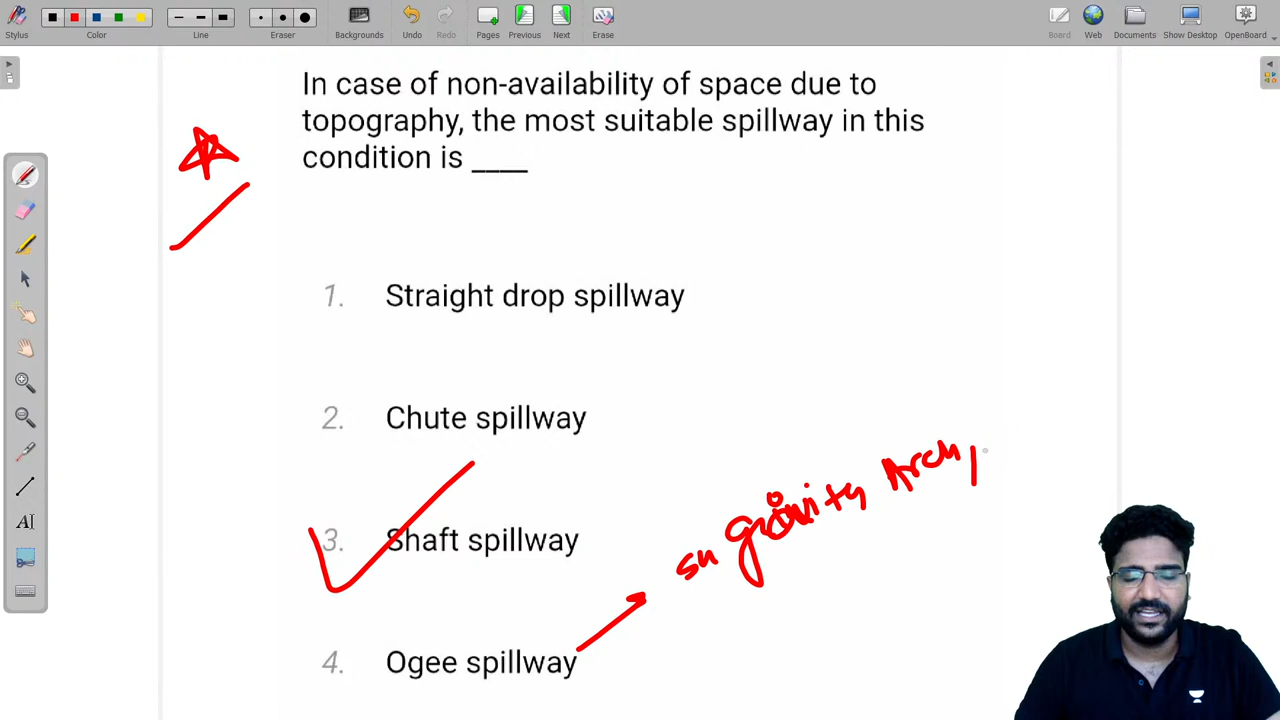 Stylus
Color
Line
Eraser
Backgrounds
Undo
Redo
Pages
Previous
Next
Erase
Board
Web
Documents
Show Desktop
OpenBoard
In case of non-availability of space due to
topography, the most suitable spillway in this
condition is ____
1. Straight drop spillway
2. Chute spillway
3. Shaft spillway
4. Ogee spillway
Arch,
AI